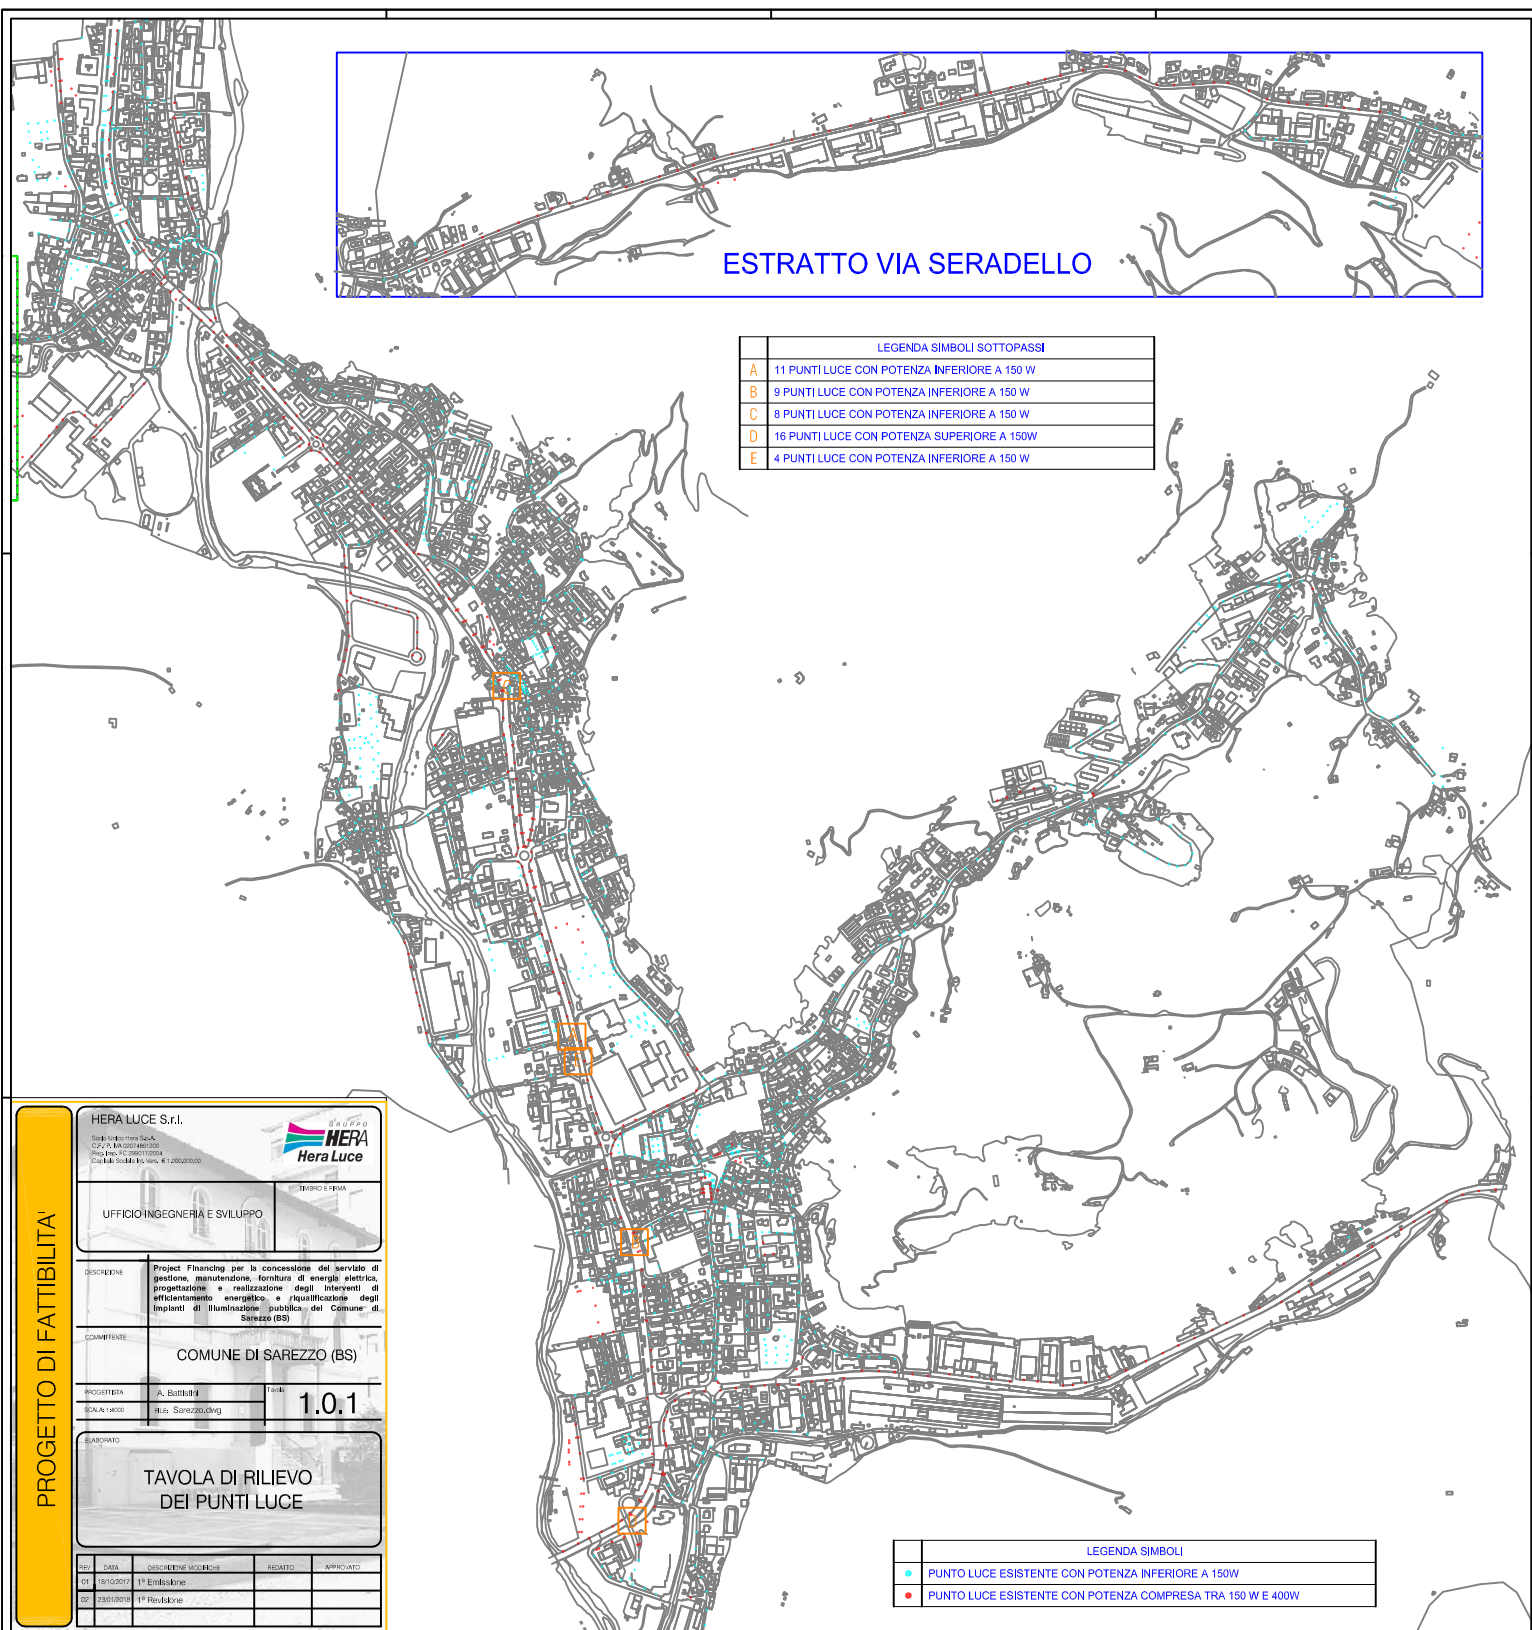 ESTRATTO VIA SERADELLO
LEGENDA SIMBOLI SOTTOPASSI
A 11 PUNTI LUCE CON POTENZA INFERIORE A 150 W
B 9 PUNTI LUCE CON POTENZA INFERIORE A 150 W
C 8 PUNTI LUCE CON POTENZA INFERIORE A 150 W
D 16 PUNTI LUCE CON POTENZA SUPERIORE A 150W
E 4 PUNTI LUCE CON POTENZA INFERIORE A 150 W
PROGETTO DI FATTIBILITA'
HERA LUCE S.r.l.
Socio Unico Hera S.p.A.
GRUPPO
HERA
Hera Luce
TIMBRO E FIRMA
UFFICIO INGEGNERIA E SVILUPPO
DESCRIZIONE
Project Financing per la concessione del servizio di
gestione, manutenzione, fornitura di energia elettrica,
progettazione e realizzazione degli interventi di
efficientamento energetico e riqualificazione degli
impianti di illuminazione pubblica del Comune di
Sarezzo (BS)
COMMITTENTE
COMUNE DI SAREZZO (BS)
PROGETTISTA
A. Battistini
Tavola
1.0.1
SCALA: 1:4000
FILE: Sarezzo.dwg
ELABORATO
TAVOLA DI RILIEVO
DEI PUNTI LUCE
REV DATA DESCRIZIONE MODIFICHE REDATTO APPROVATO
01 18/10/2017 1ª Emissione
02 23/01/2018 1ª Revisione
LEGENDA SIMBOLI
PUNTO LUCE ESISTENTE CON POTENZA INFERIORE A 150W
PUNTO LUCE ESISTENTE CON POTENZA COMPRESA TRA 150 W E 400W